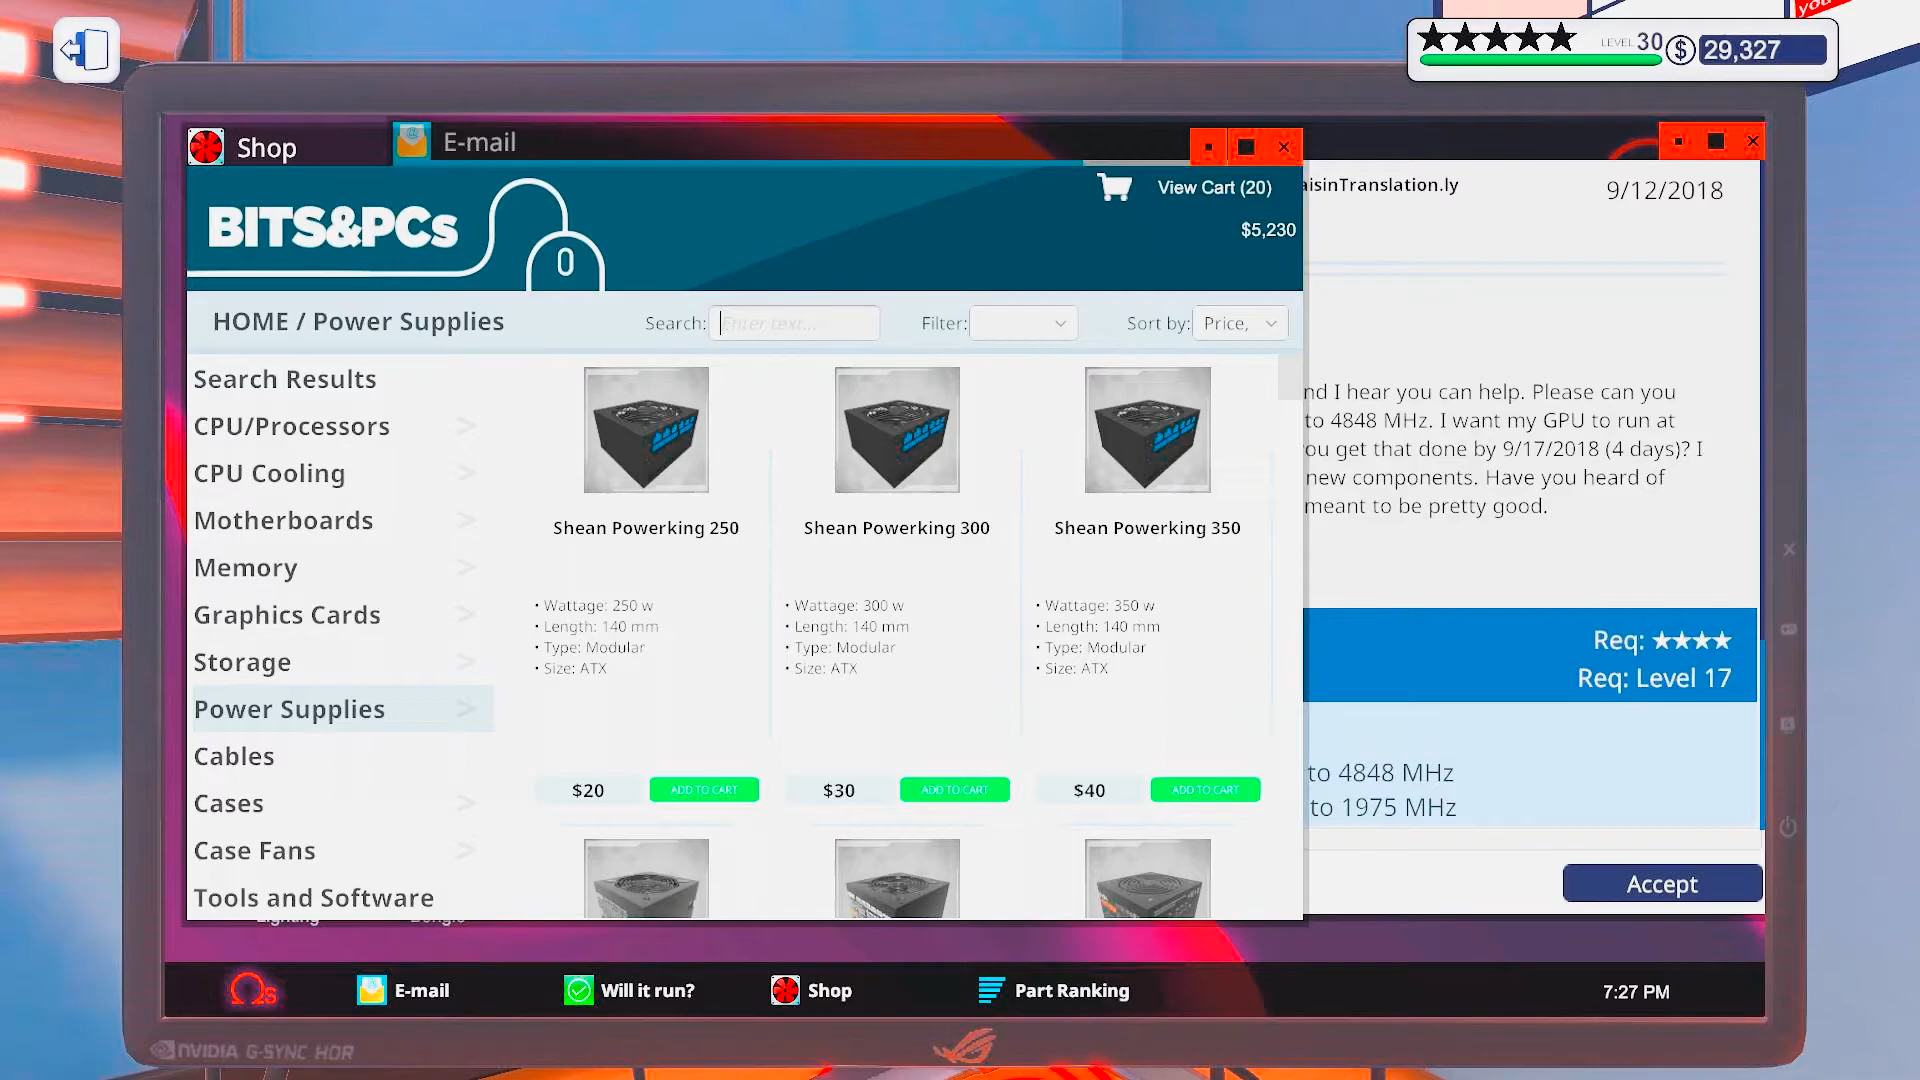 LEVEL 30
$ 29,327
Shop
E-mail
View Cart (20)
$5,230
BITS&PCs
aisinTranslation.ly
9/12/2018
HOME / Power Supplies
Search:
Enter text...
Filter:
Sort by:
Price,
Search Results
CPU/Processors >
CPU Cooling >
Motherboards >
Memory >
Graphics Cards >
Storage >
Power Supplies >
Cables
Cases >
Case Fans >
Tools and Software
Shean Powerking 250
• Wattage: 250 w
• Length: 140 mm
• Type: Modular
• Size: ATX
$20
ADD TO CART
Shean Powerking 300
• Wattage: 300 w
• Length: 140 mm
• Type: Modular
• Size: ATX
$30
ADD TO CART
Shean Powerking 350
• Wattage: 350 w
• Length: 140 mm
• Type: Modular
• Size: ATX
$40
ADD TO CART
nd I hear you can help. Please can you
to 4848 MHz. I want my GPU to run at
ou get that done by 9/17/2018 (4 days)? I
new components. Have you heard of
meant to be pretty good.
Req: ★★★★
Req: Level 17
to 4848 MHz
to 1975 MHz
Accept
E-mail
Will it run?
Shop
Part Ranking
7:27 PM
NVIDIA G-SYNC HDR